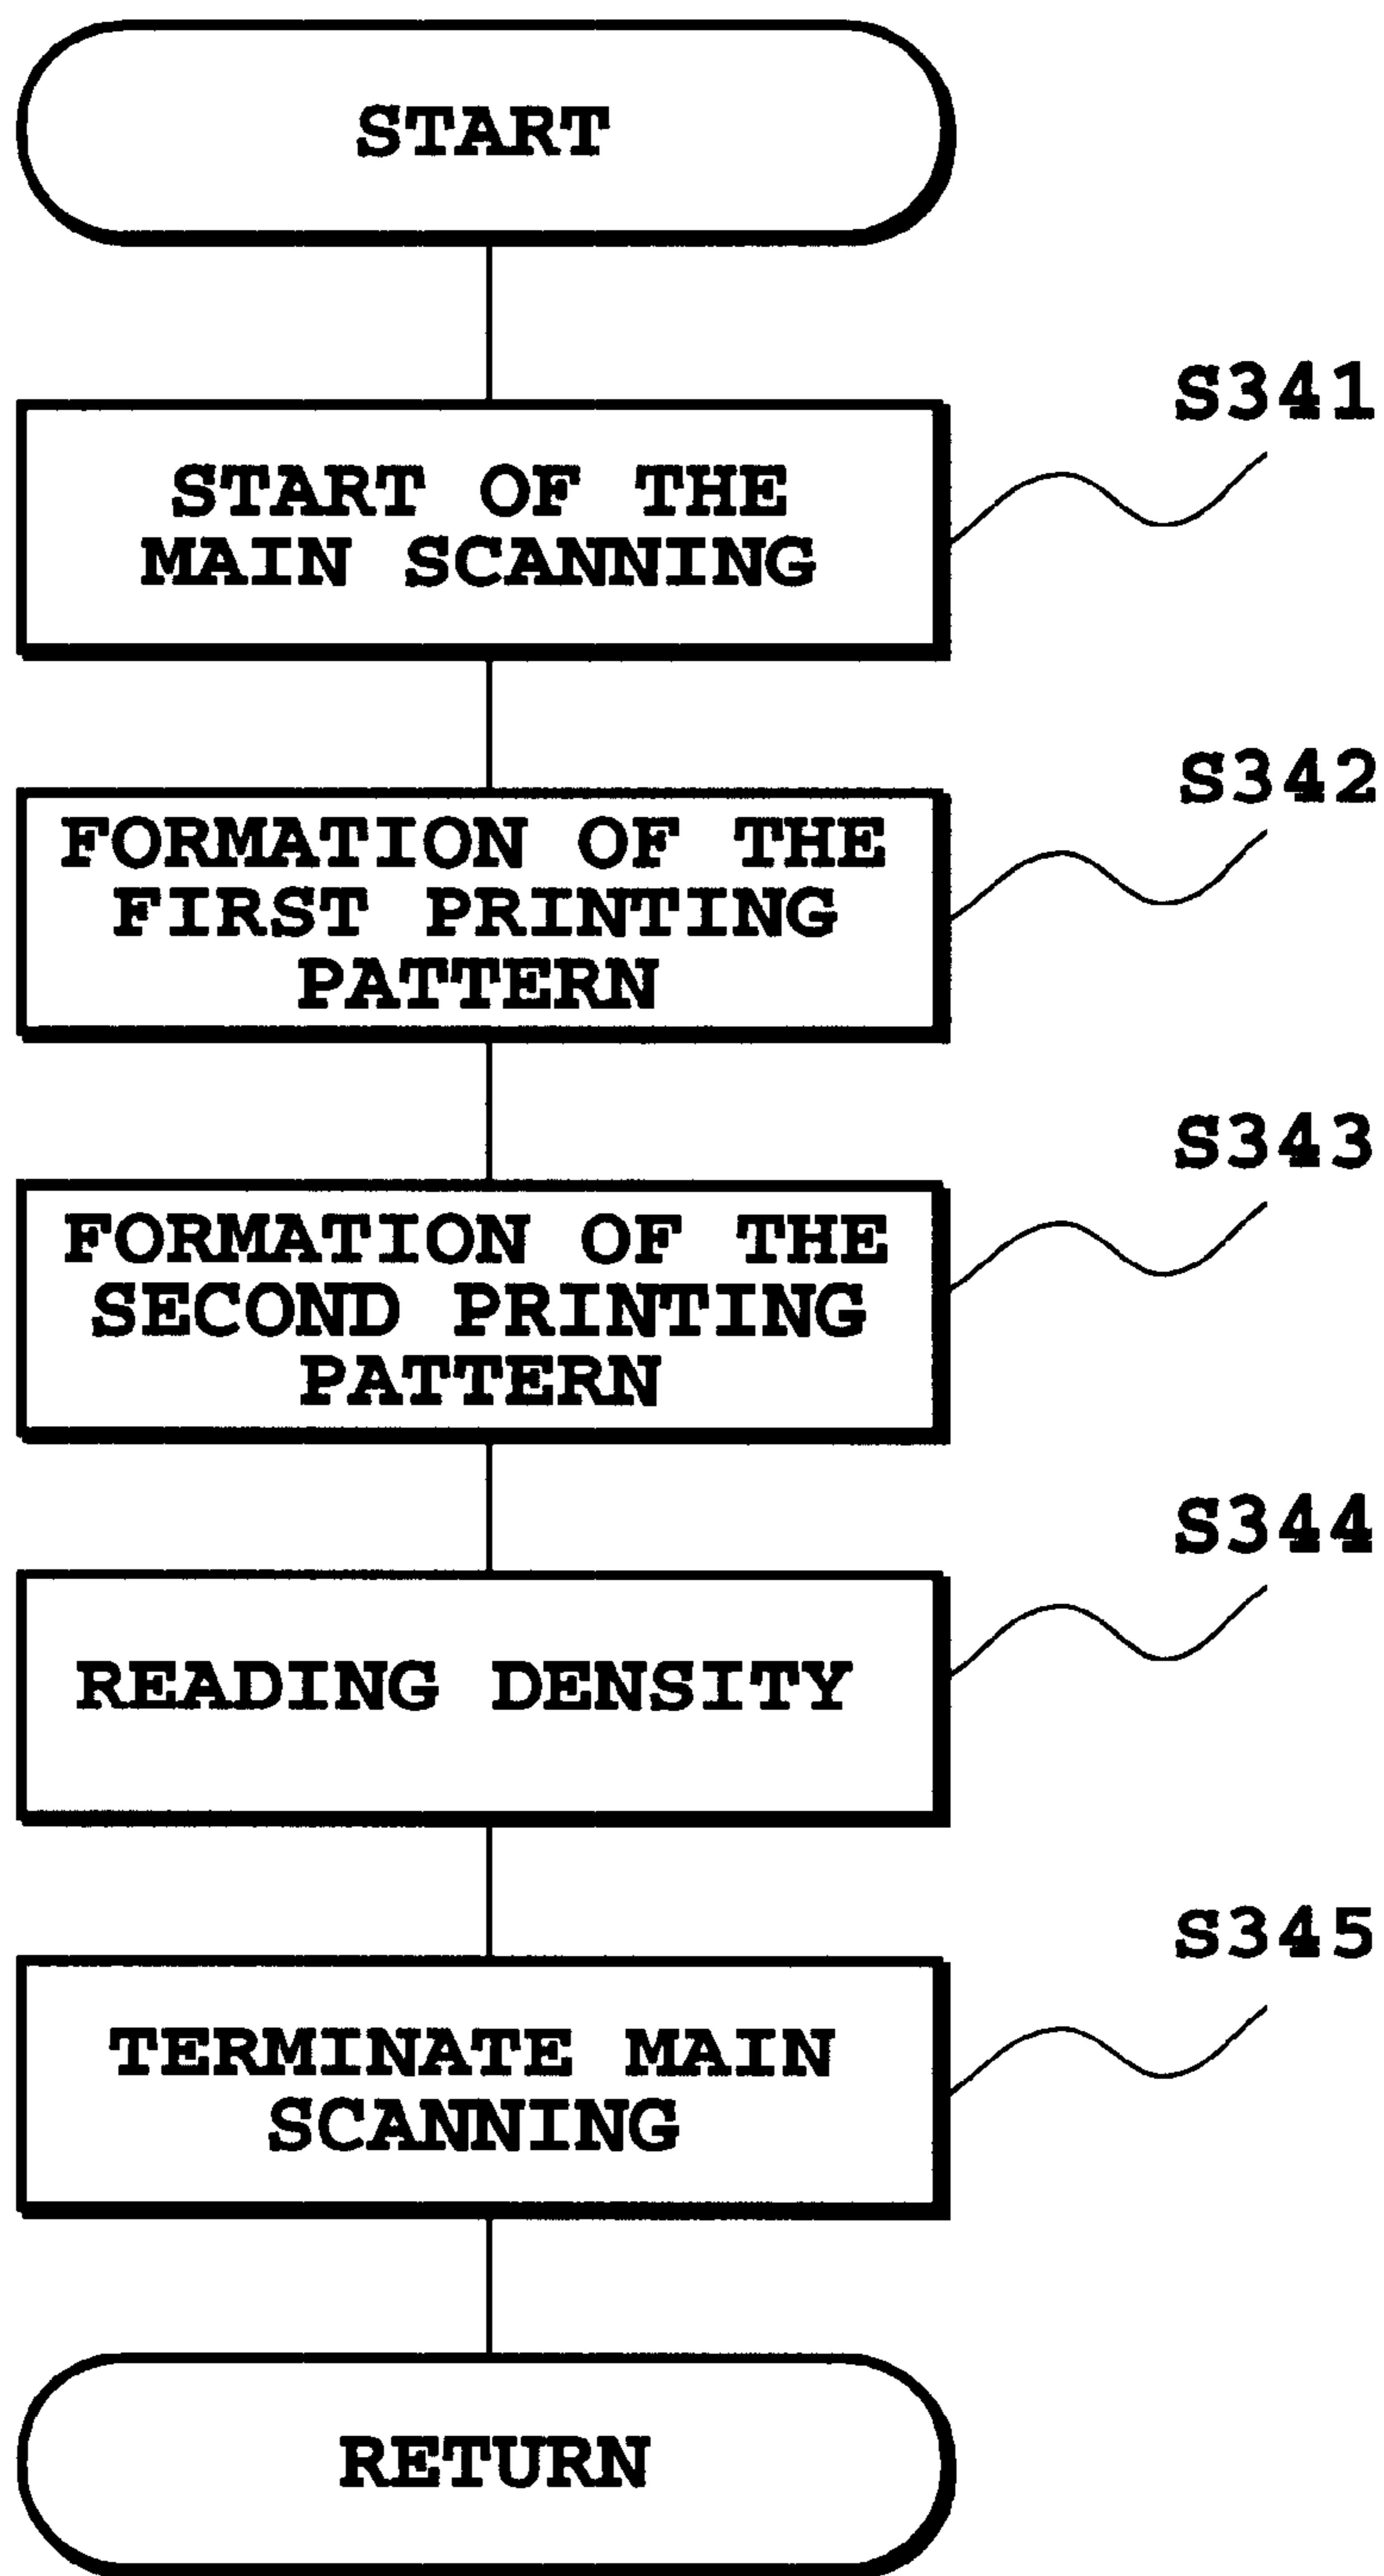 START
S341
START OF THE
MAIN SCANNING
S342
FORMATION OF THE
FIRST PRINTING
PATTERN
S343
FORMATION OF THE
SECOND PRINTING
PATTERN
S344
READING DENSITY
S345
TERMINATE MAIN
SCANNING
RETURN